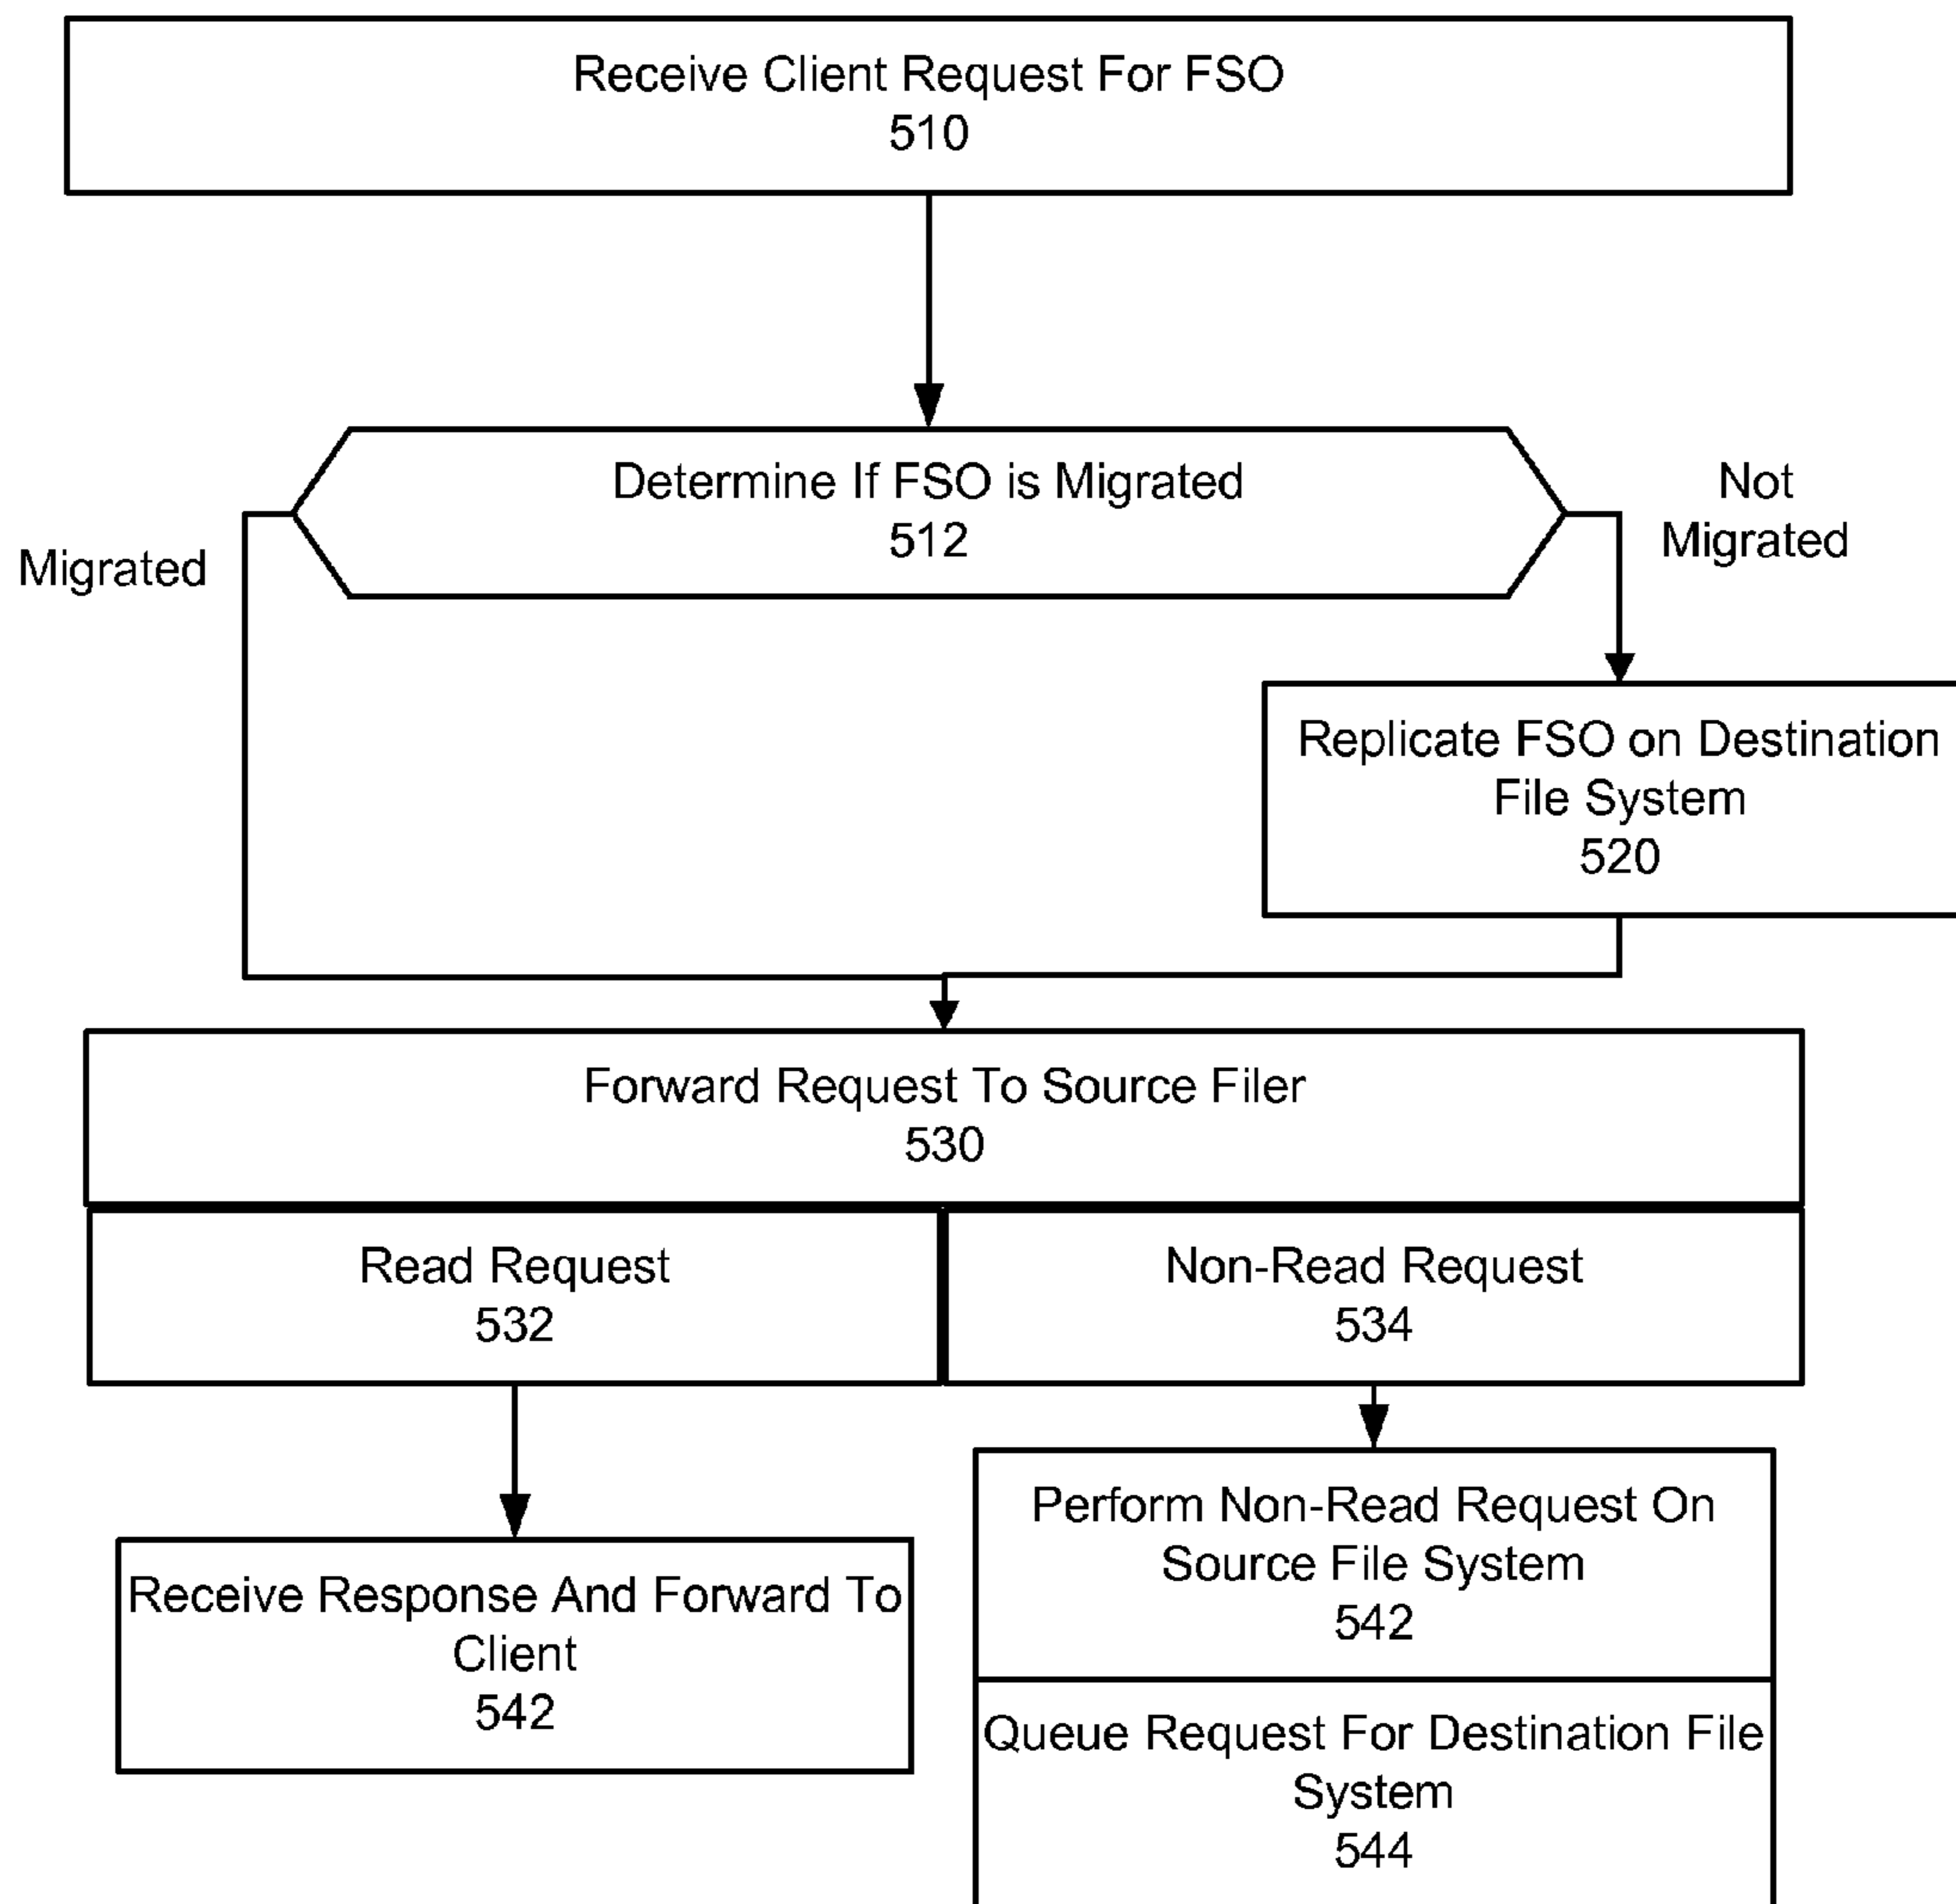 Receive Client Request For FSO
510
Determine If FSO is Migrated
512
Migrated
Not
Migrated
Replicate FSO on Destination
File System
520
Forward Request To Source Filer
530
Read Request
532
Non-Read Request
534
Receive Response And Forward To
Client
542
Perform Non-Read Request On
Source File System
542
Queue Request For Destination File
System
544